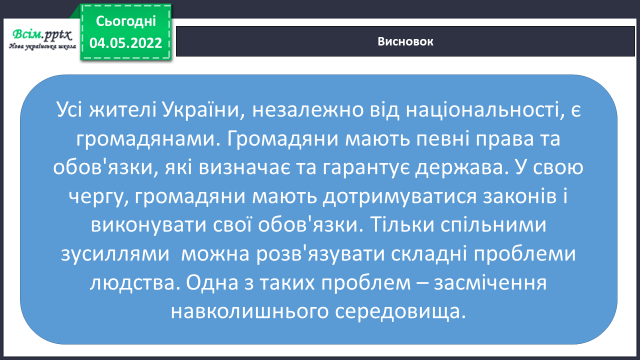 Всім.pptx
Нова українська школа
Сьогодні
04.05.2022
Висновок
Усі жителі України, незалежно від національності, є
громадянами. Громадяни мають певні права та
обов'язки, які визначає та гарантує держава. У свою
чергу, громадяни мають дотримуватися законів і
виконувати свої обов'язки. Тільки спільними
зусиллями можна розв'язувати складні проблеми
людства. Одна з таких проблем – засмічення
навколишнього середовища.